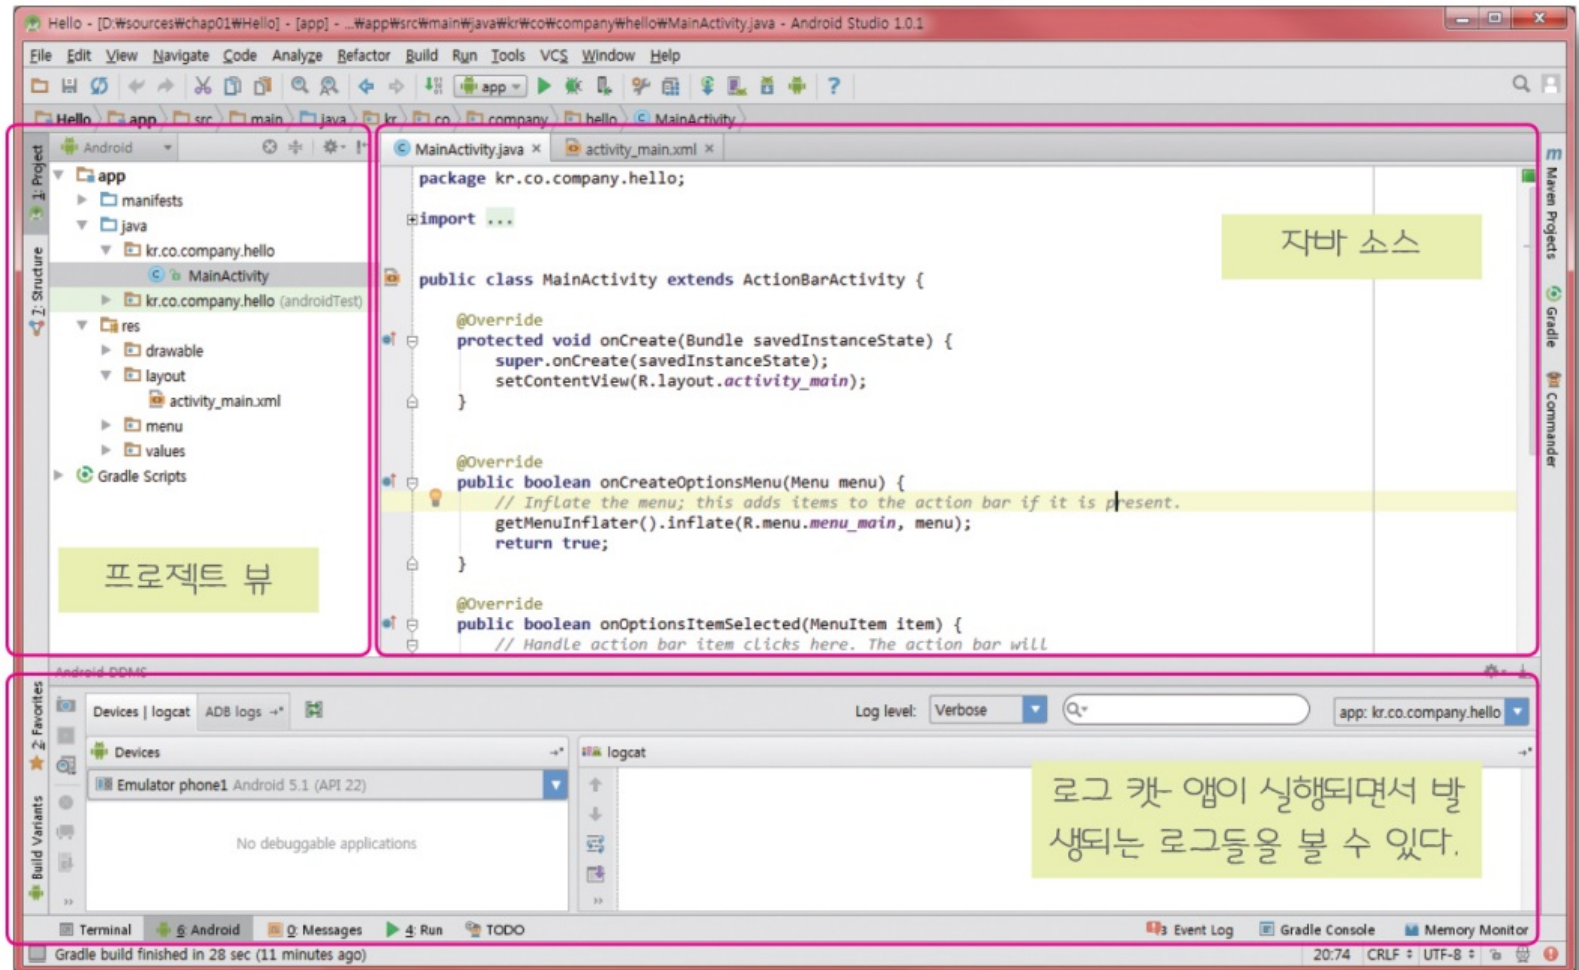 Hello - [D:₩sources₩chap01₩Hello] - [app] - ...₩app₩src₩main₩java₩kr₩co₩company₩hello₩MainActivity.java - Android Studio 1.0.1
File Edit View Navigate Code Analyze Refactor Build Run Tools VCS Window Help
app
Hello app src main java kr co company hello MainActivity
1: Project
7: Structure
Android
app
manifests
java
kr.co.company.hello
MainActivity
kr.co.company.hello (androidTest)
res
drawable
layout
activity_main.xml
menu
values
Gradle Scripts
프로젝트 뷰
MainActivity.java × activity_main.xml ×
package kr.co.company.hello;
import ...
자바 소스
public class MainActivity extends ActionBarActivity {
@Override
protected void onCreate(Bundle savedInstanceState) {
super.onCreate(savedInstanceState);
setContentView(R.layout.activity_main);
}
@Override
public boolean onCreateOptionsMenu(Menu menu) {
// Inflate the menu; this adds items to the action bar if it is present.
getMenuInflater().inflate(R.menu.menu_main, menu);
return true;
}
@Override
public boolean onOptionsItemSelected(MenuItem item) {
// Handle action bar item clicks here. The action bar will
Maven Projects
Gradle
Commander
Android DDMS
2: Favorites
Build Variants
Devices | logcat ADB logs
Log level: Verbose
app: kr.co.company.hello
Devices
logcat
Emulator phone1 Android 5.1 (API 22)
No debuggable applications
로그 캣- 앱이 실행되면서 발
생되는 로그들을 볼 수 있다.
Terminal 6: Android 0: Messages 4: Run TODO
3 Event Log Gradle Console Memory Monitor
Gradle build finished in 28 sec (11 minutes ago)
20:74 CRLF UTF-8